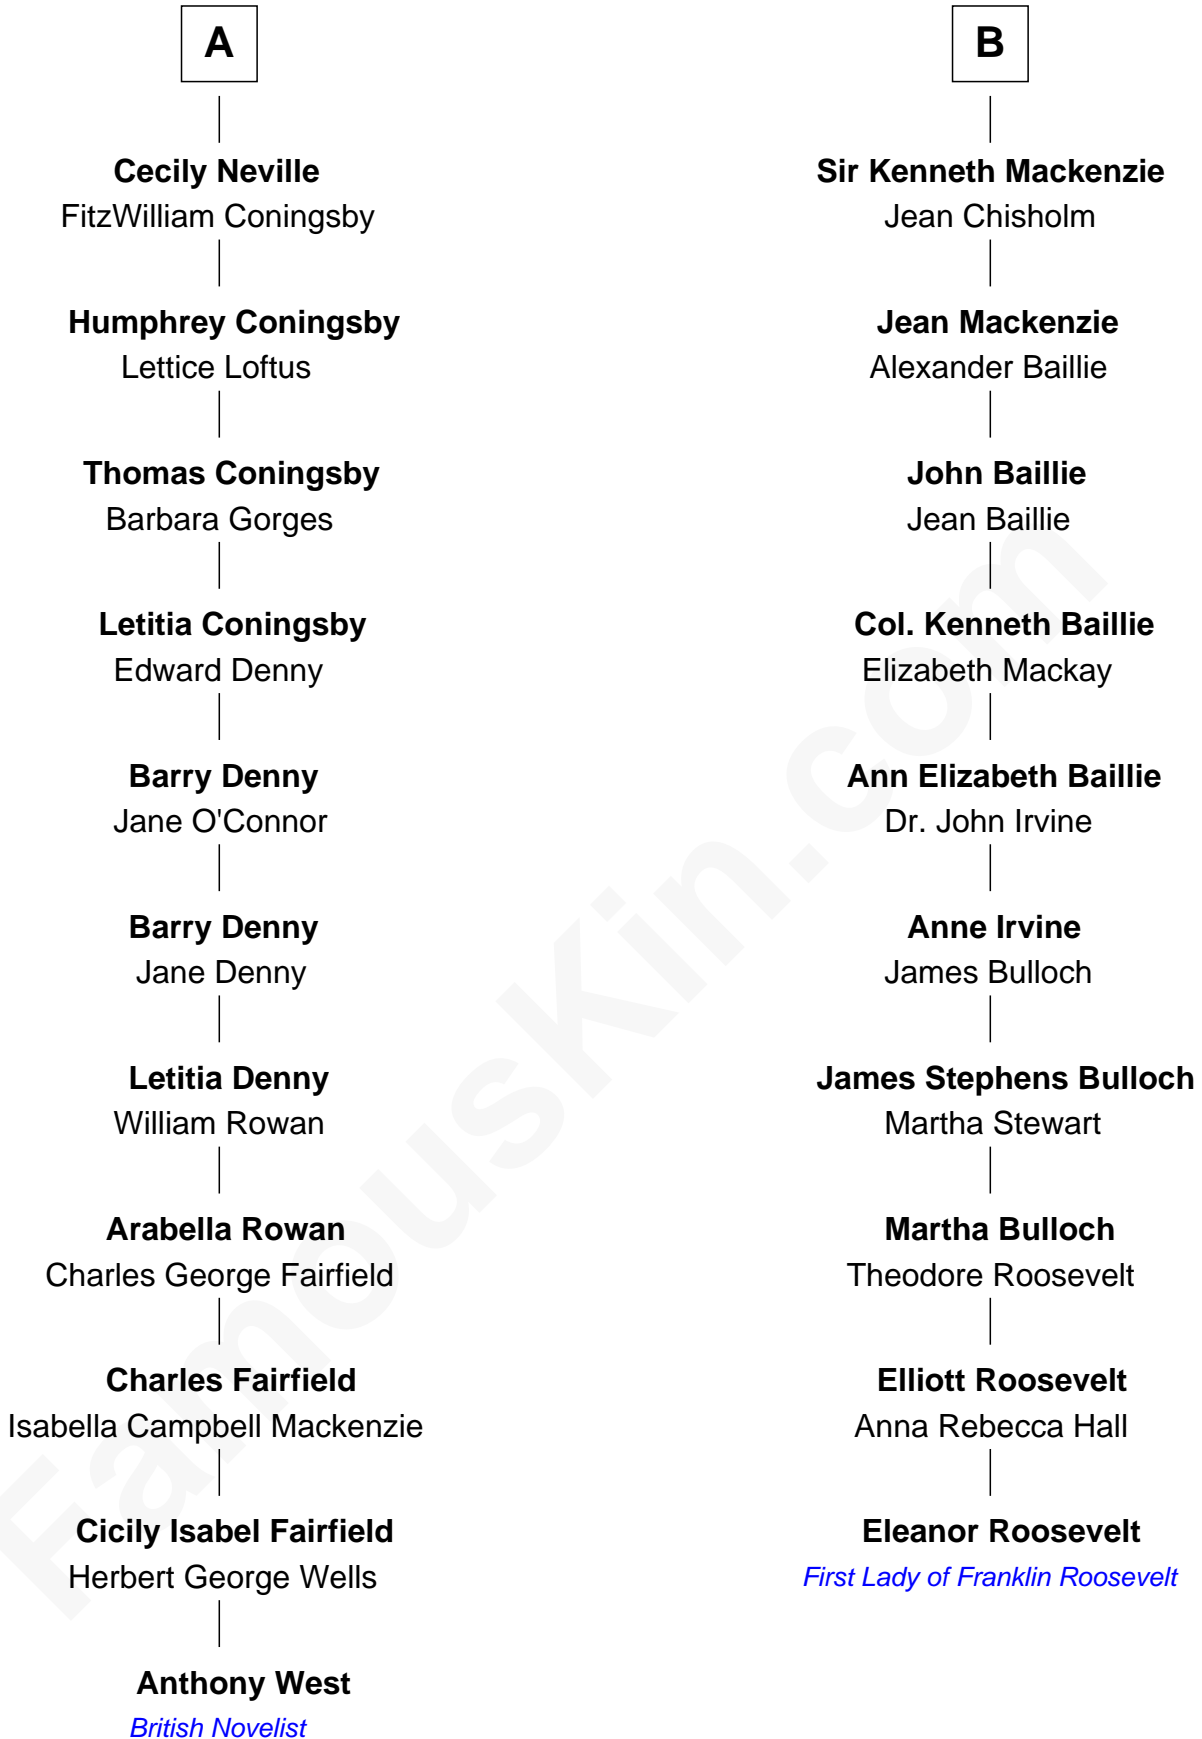 A
Cecily Neville
FitzWilliam Coningsby
Humphrey Coningsby
Lettice Loftus
Thomas Coningsby
Barbara Gorges
Letitia Coningsby
Edward Denny
Barry Denny
Jane O'Connor
Barry Denny
Jane Denny
Letitia Denny
William Rowan
Arabella Rowan
Charles George Fairfield
Charles Fairfield
Isabella Campbell Mackenzie
Cicily Isabel Fairfield
Herbert George Wells
Anthony West
British Novelist
B
Sir Kenneth Mackenzie
Jean Chisholm
Jean Mackenzie
Alexander Baillie
John Baillie
Jean Baillie
Col. Kenneth Baillie
Elizabeth Mackay
Ann Elizabeth Baillie
Dr. John Irvine
Anne Irvine
James Bulloch
James Stephens Bulloch
Martha Stewart
Martha Bulloch
Theodore Roosevelt
Elliott Roosevelt
Anna Rebecca Hall
Eleanor Roosevelt
First Lady of Franklin Roosevelt
FamousKin.com